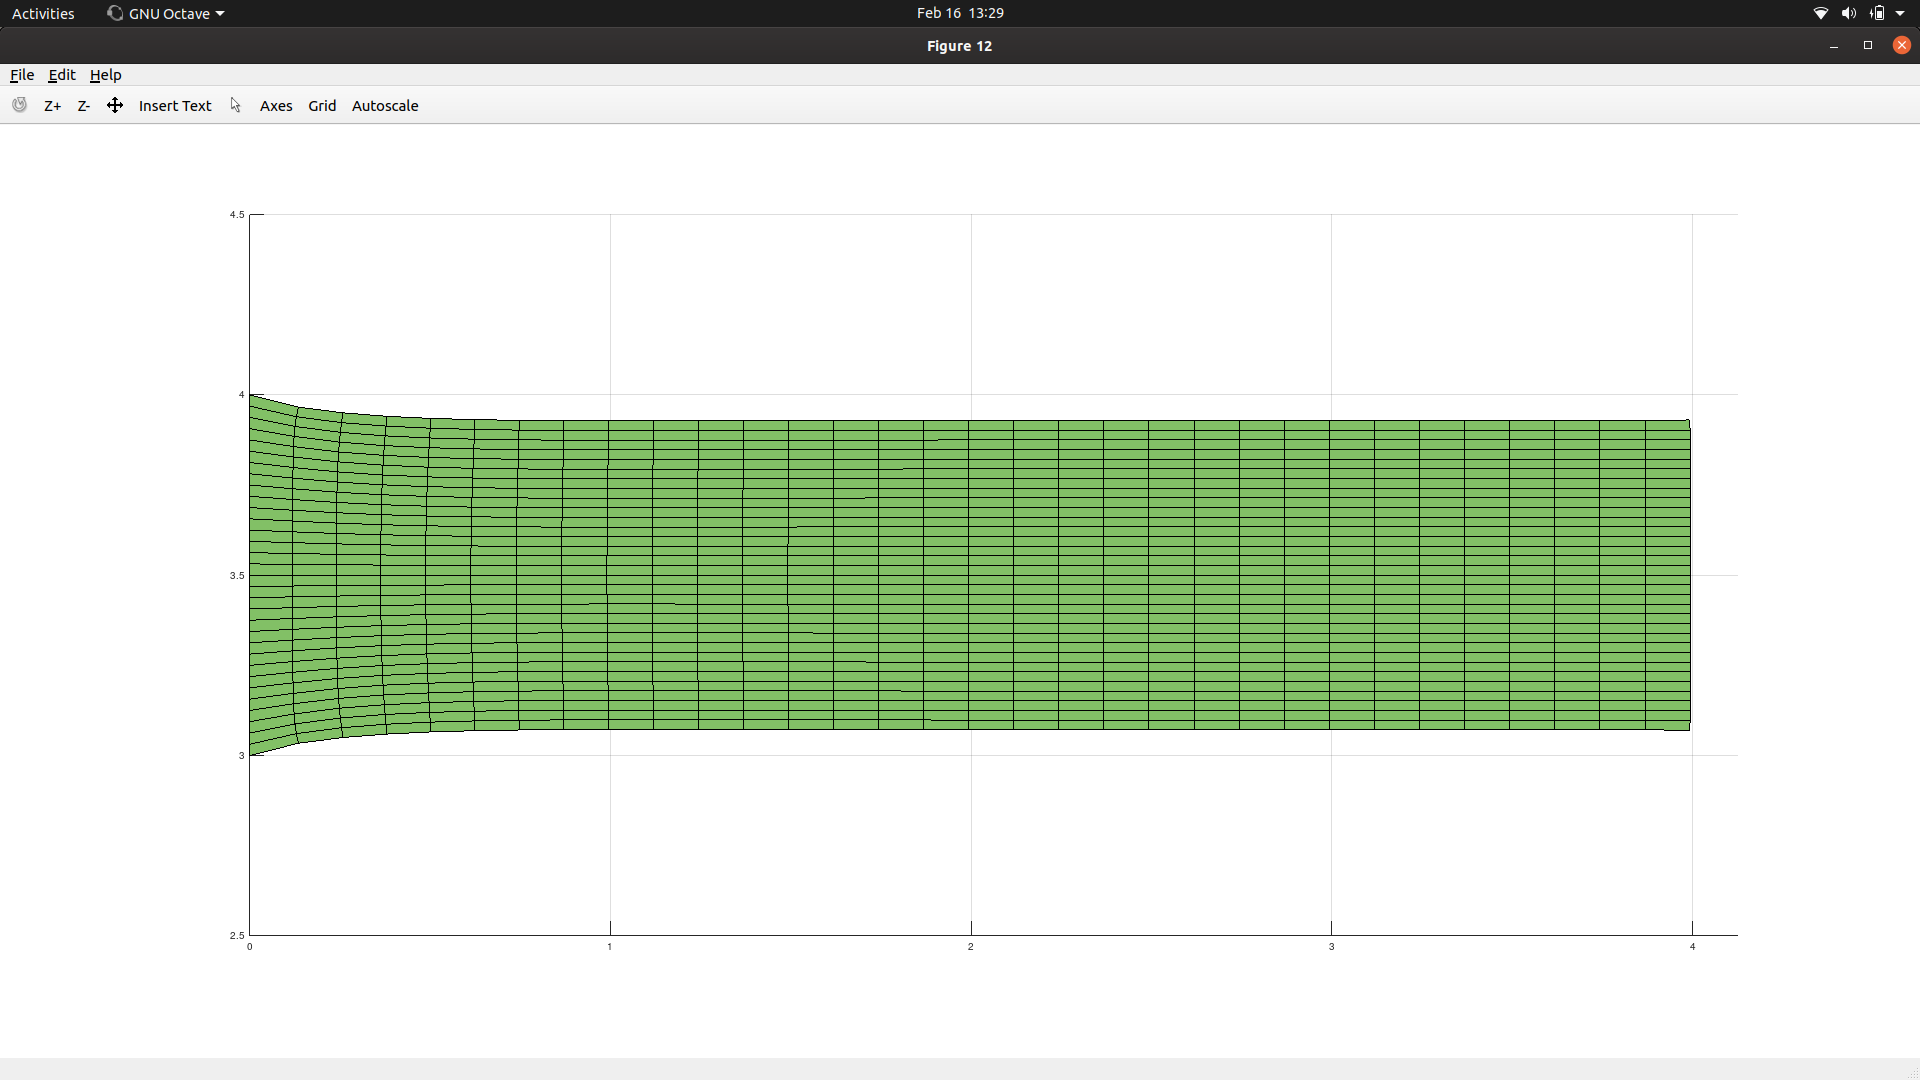 Activities GNU Octave Feb 16 13:29
Figure 12
File Edit Help
Z+ Z- Insert Text Axes Grid Autoscale
4.5
4
3.5
3
2.5
0 1 2 3 4